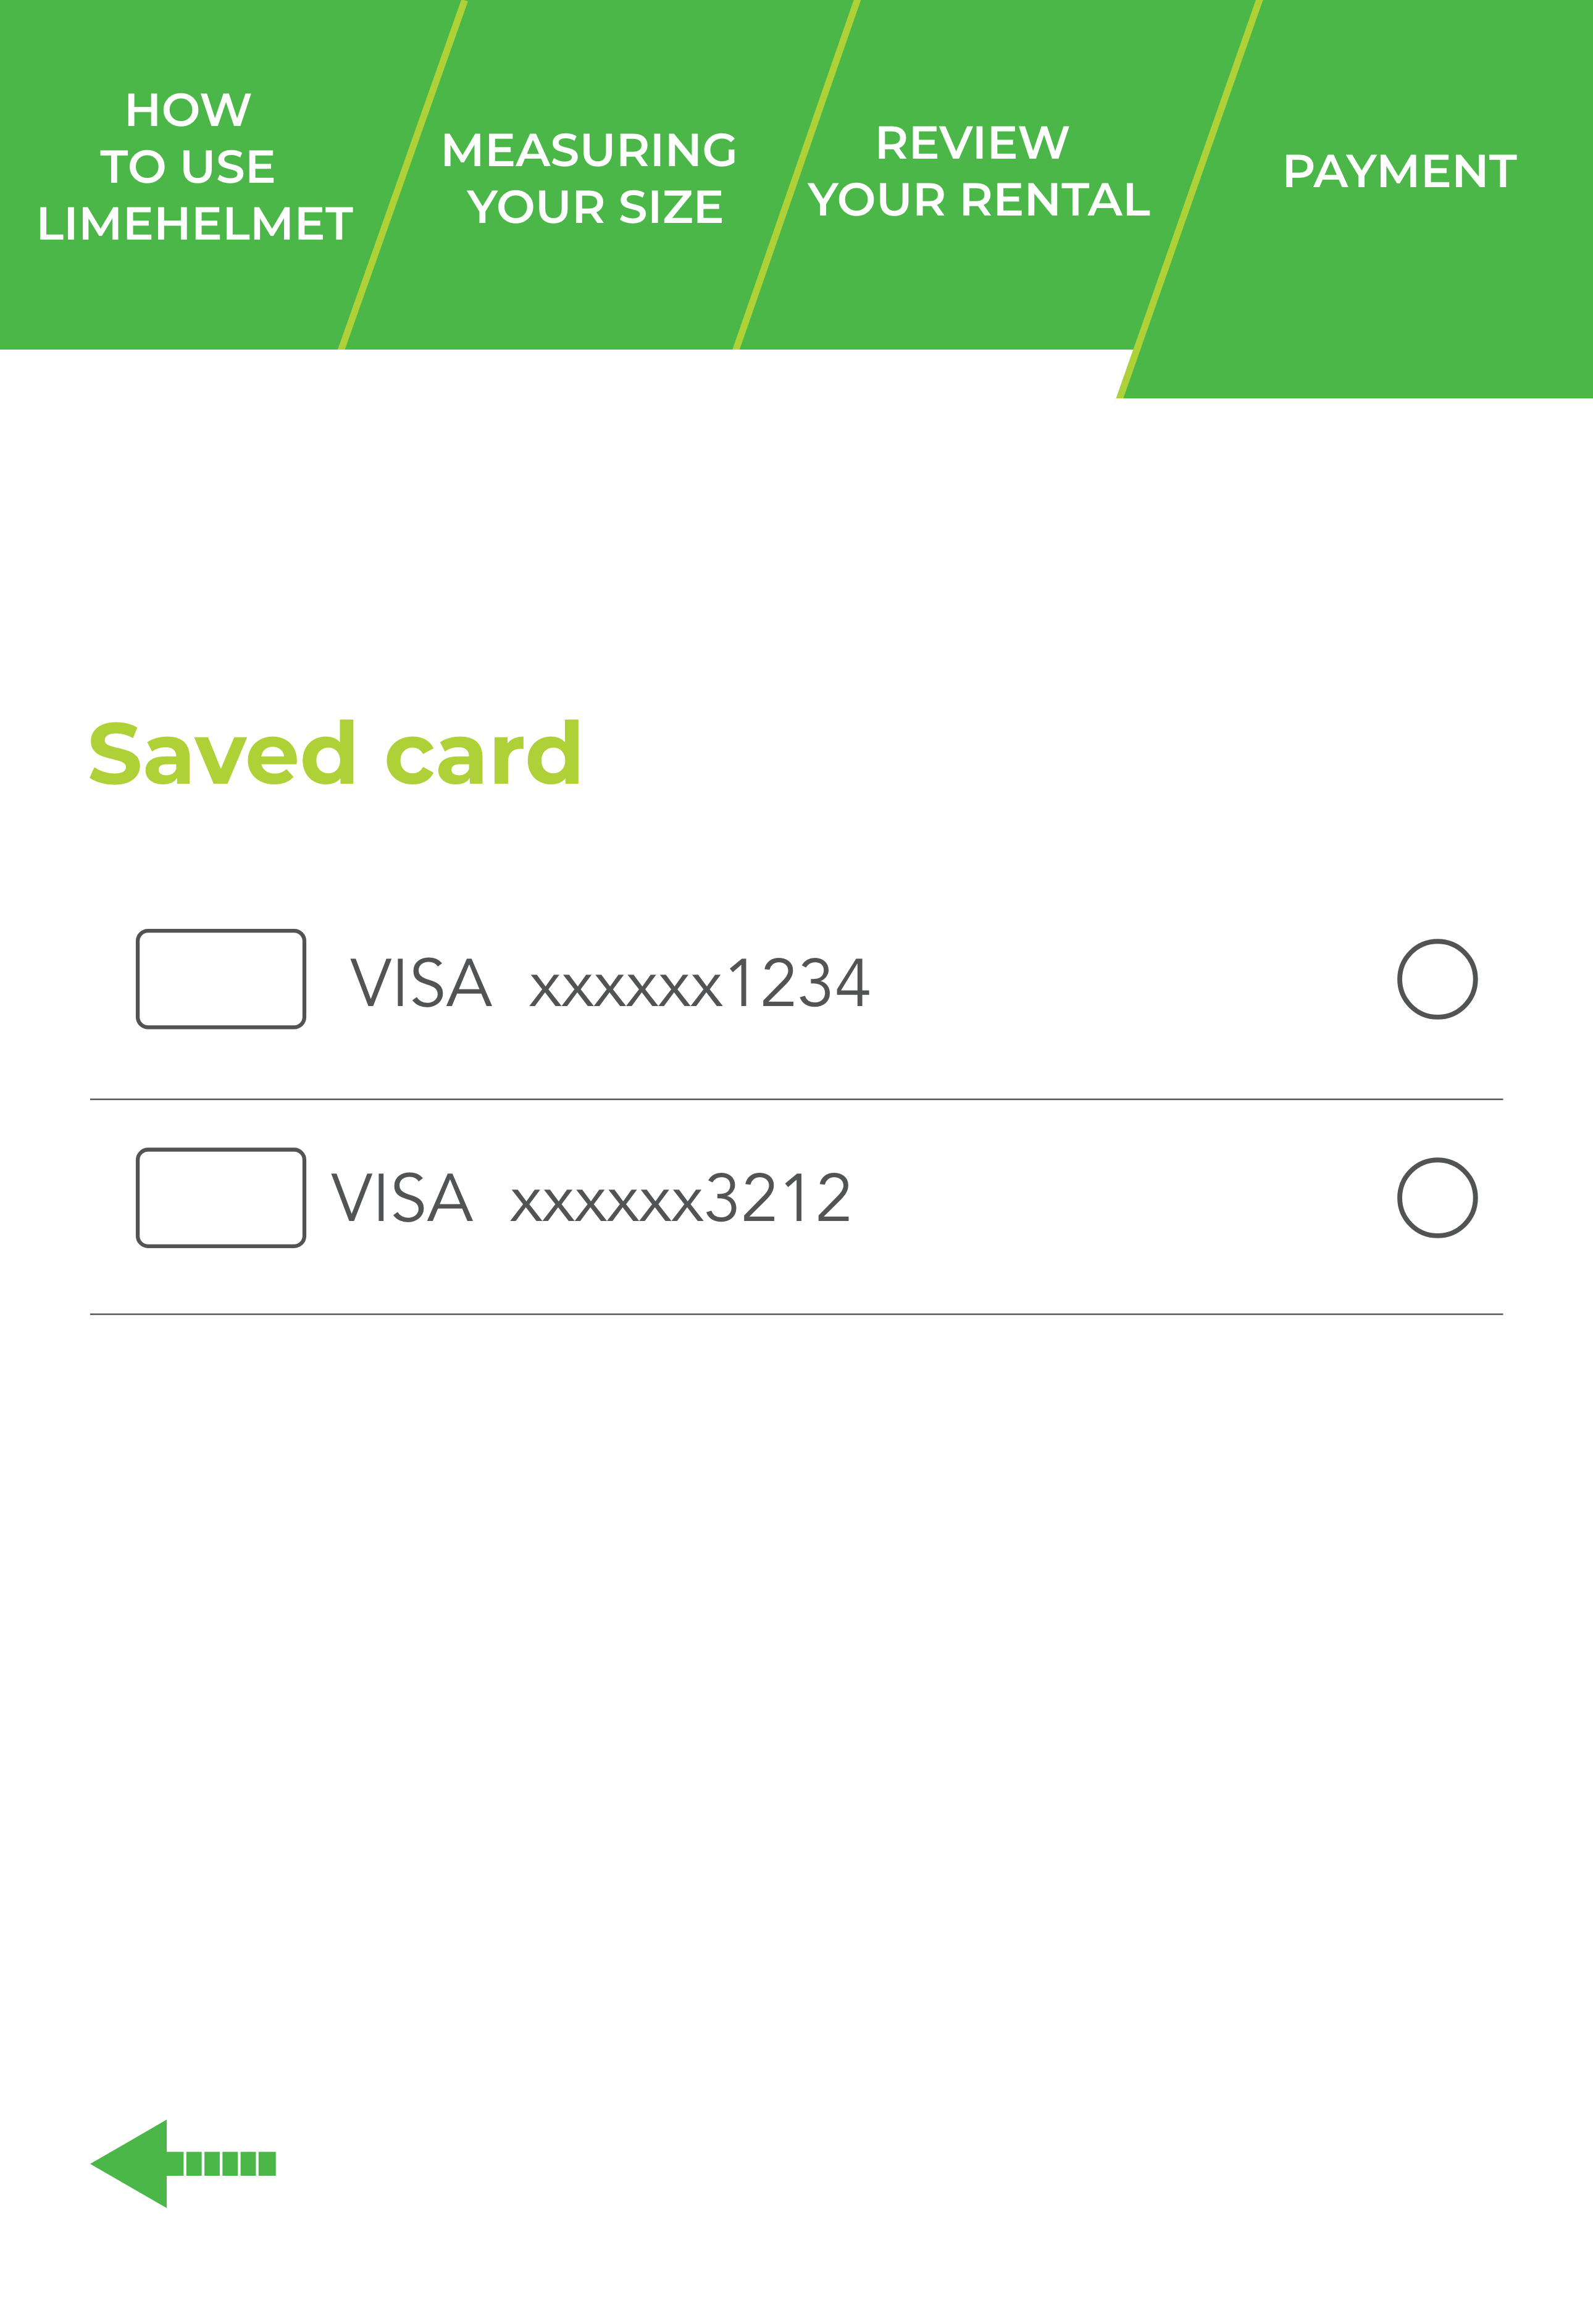 HOW
TO USE
LIMEHELMET
MEASURING
YOUR SIZE
REVIEW
YOUR RENTAL
PAYMENT
Saved card
VISA xxxxxx1234
VISA xxxxxx3212